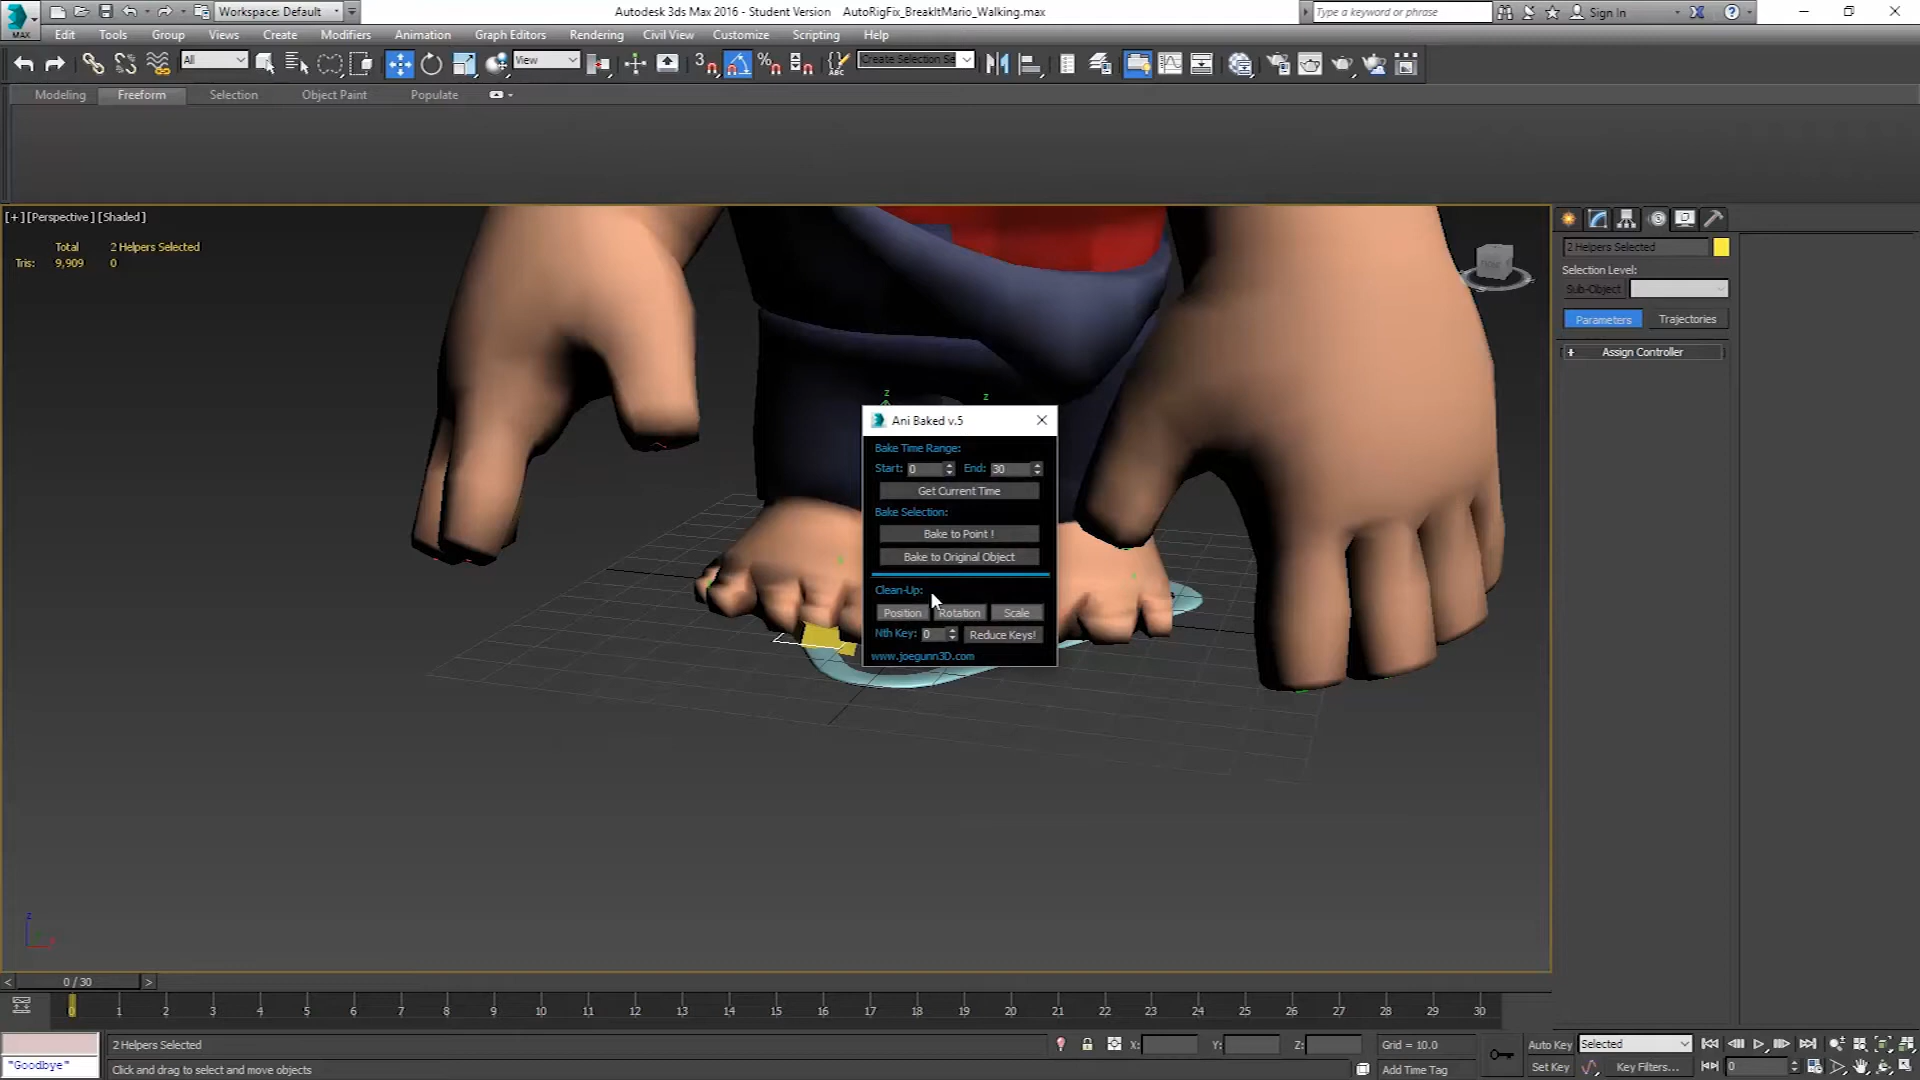 MAX
Workspace: Default
Autodesk 3ds Max 2016 - Student Version AutoRigFix_BreakItMario_Walking.max
Type a keyword or phrase
Sign In
Edit Tools Group Views Create Modifiers Animation Graph Editors Rendering Civil View Customize Scripting Help
All
View
3
ABC
Create Selection Se
Modeling Freeform Selection Object Paint Populate
[+] [Perspective] [Shaded]
Total 2 Helpers Selected
Tris: 9,909 0
2 Helpers Selected
Selection Level:
Sub-Object
Parameters Trajectories
+ Assign Controller
z z
Ani Baked v.5
Bake Time Range:
Start: 0 End: 30
Get Current Time
Bake Selection:
Bake to Point !
Bake to Original Object
Clean-Up:
Position Rotation Scale
Nth Key: 0 Reduce Keys!
www.joegunn3D.com
z
< 0 / 30 >
0 1 2 3 4 5 6 7 8 9 10 11 12 13 14 15 16 17 18 19 20 21 22 23 24 25 26 27 28 29 30
2 Helpers Selected
X: Y: Z: Grid = 10.0
Auto Key Selected
"Goodbye"
Click and drag to select and move objects
Add Time Tag
Set Key Key Filters... 0